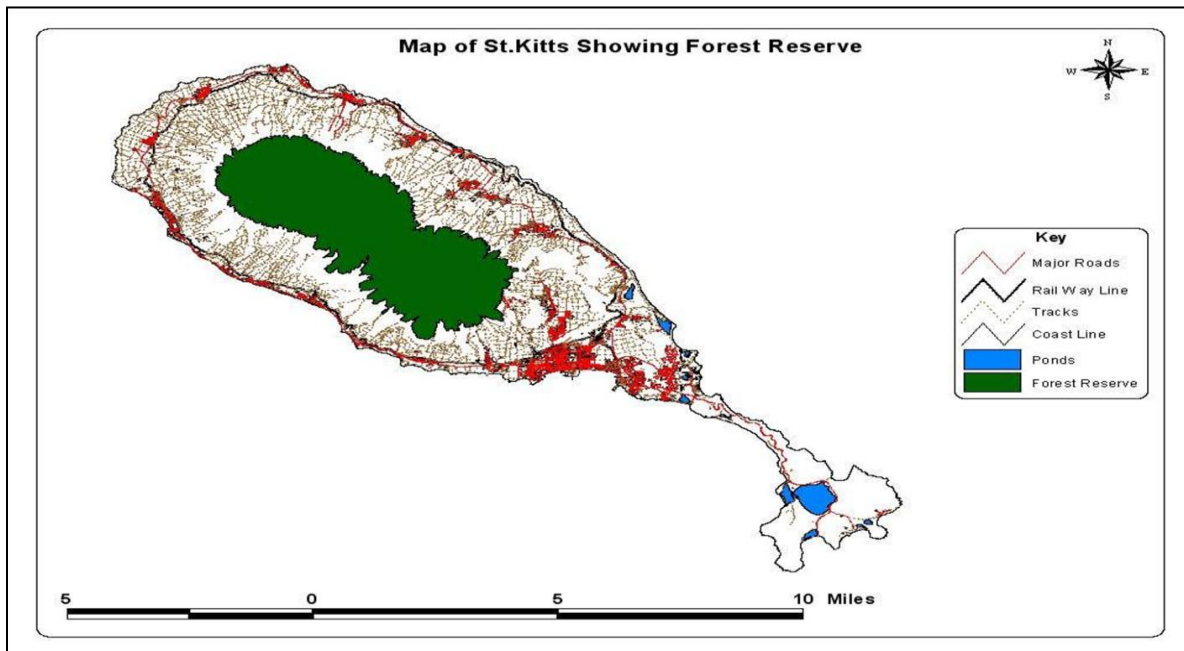 Map of St.Kitts Showing Forest Reserve
N
W E
S
Key
Major Roads
Rail Way Line
Tracks
Coast Line
Ponds
Forest Reserve
5 0 5 10 Miles